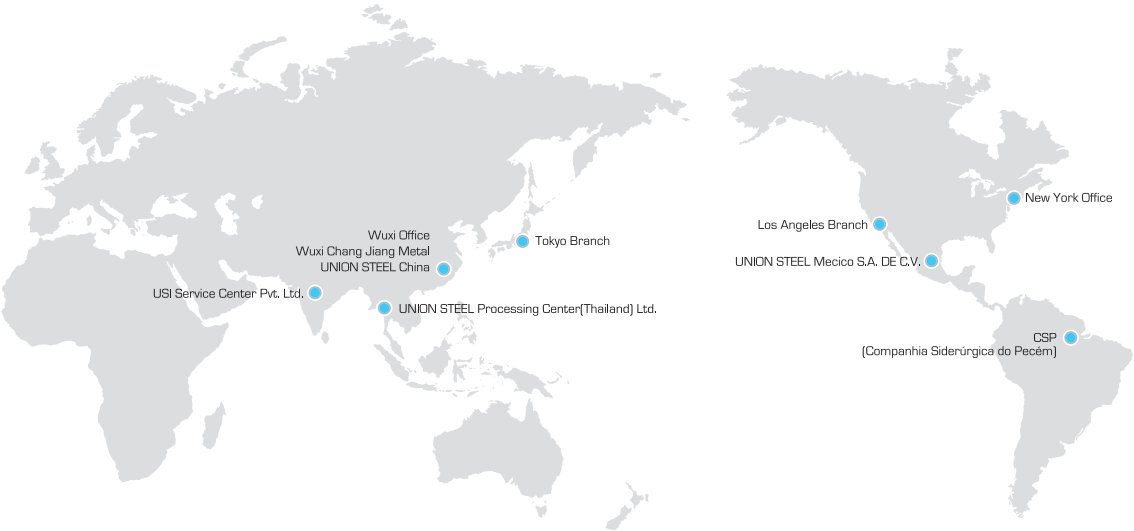 Wuxi Office
Wuxi Chang Jiang Metal
UNION STEEL China
Tokyo Branch
USI Service Center Pvt. Ltd.
UNION STEEL Processing Center(Thailand) Ltd.
New York Office
Los Angeles Branch
UNION STEEL Mecico S.A. DE C.V.
CSP
(Companhia Siderúrgica do Pecém)